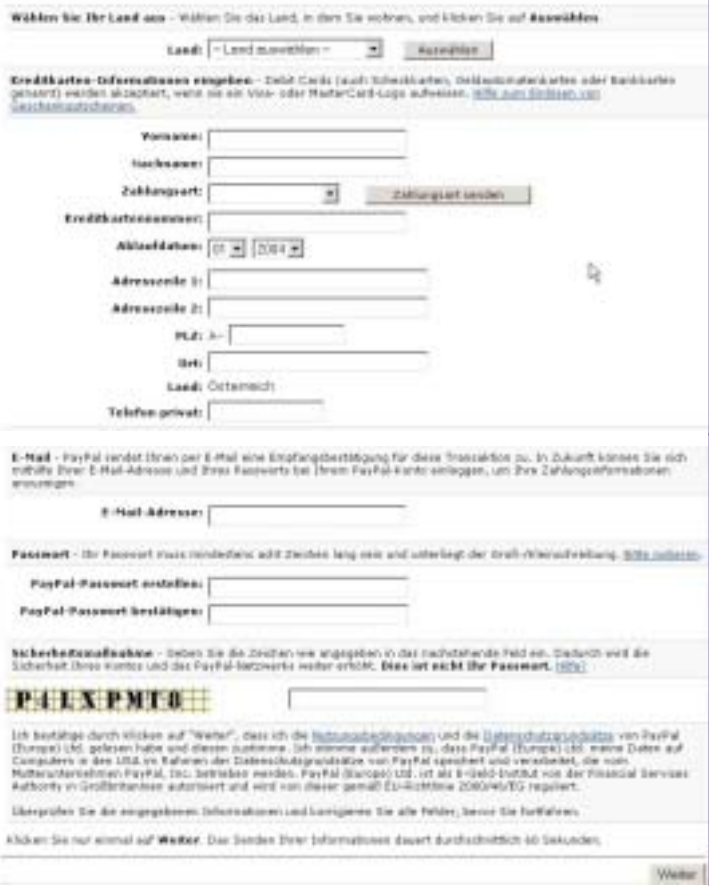 Wählen Sie Ihr Land aus - Wählen Sie das Land, in dem Sie wohnen, und klicken Sie auf Auswählen
Land: -- Land auswählen -- Auswählen
Kreditkarten-Informationen eingeben - Debit Cards (auch Scheckkarten, Geldautomatenkarten oder Bankkarten
genannt) werden akzeptiert, wenn sie ein Visa- oder MasterCard-Logo aufweisen. Hilfe zum Einlösen von
Geschenkgutscheinen.
Vorname:
Nachname:
Zahlungsart: Zahlungsart senden
Kreditkartennummer:
Ablaufdatum: 01 2004
Adresszeile 1:
Adresszeile 2:
PLZ: A-
Ort:
Land: Österreich
Telefon privat:
E-Mail - PayPal sendet Ihnen per E-Mail eine Empfangsbestätigung für diese Transaktion zu. In Zukunft können Sie sich
mithilfe Ihrer E-Mail-Adresse und Ihres Passworts bei Ihrem PayPal-Konto einloggen, um Ihre Zahlungsinformationen
anzuzeigen.
E-Mail-Adresse:
Passwort - Ihr Passwort muss mindestens acht Zeichen lang sein und unterliegt der Groß-/Kleinschreibung. Bitte notieren.
PayPal-Passwort erstellen:
PayPal-Passwort bestätigen:
Sicherheitsmaßnahme - Geben Sie die Zeichen wie angegeben in das nachstehende Feld ein. Dadurch wird die
Sicherheit Ihres Kontos und des PayPal-Netzwerks weiter erhöht. Dies ist nicht Ihr Passwort. Hilfe?
P4LXPMT8
Ich bestätige durch Klicken auf "Weiter", dass ich die Nutzungsbedingungen und die Datenschutzgrundsätze von PayPal
(Europe) Ltd. gelesen habe und diesen zustimme. Ich stimme außerdem zu, dass PayPal (Europe) Ltd. meine Daten auf
Computern in den USA im Rahmen der Datenschutzgrundsätze von PayPal speichert und verarbeitet, die vom
Mutterunternehmen PayPal, Inc. betrieben werden. PayPal (Europe) Ltd. ist als E-Geld-Institut von der Financial Services
Authority in Großbritannien autorisiert und wird von dieser gemäß EU-Richtlinie 2000/46/EG reguliert.
Überprüfen Sie die eingegebenen Informationen und korrigieren Sie alle Fehler, bevor Sie fortfahren.
Klicken Sie nur einmal auf Weiter. Das Senden Ihrer Informationen dauert durchschnittlich 60 Sekunden.
Weiter